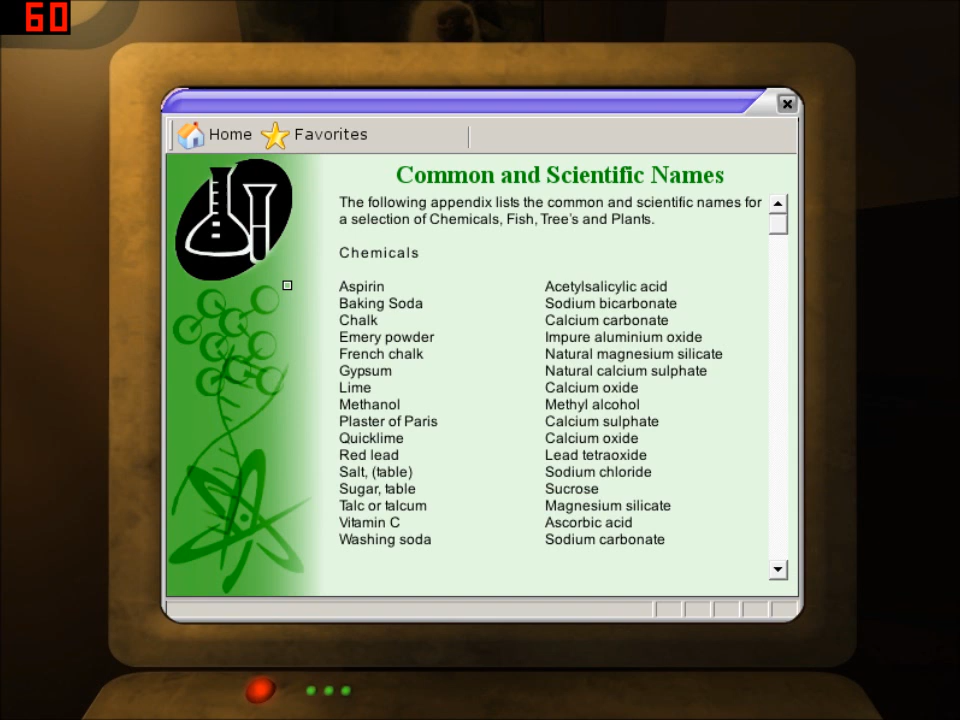 60
Home Favorites
Common and Scientific Names
The following appendix lists the common and scientific names for
a selection of Chemicals, Fish, Tree's and Plants.
Chemicals
Aspirin Acetylsalicylic acid
Baking Soda Sodium bicarbonate
Chalk Calcium carbonate
Emery powder Impure aluminium oxide
French chalk Natural magnesium silicate
Gypsum Natural calcium sulphate
Lime Calcium oxide
Methanol Methyl alcohol
Plaster of Paris Calcium sulphate
Quicklime Calcium oxide
Red lead Lead tetraoxide
Salt, (table) Sodium chloride
Sugar, table Sucrose
Talc or talcum Magnesium silicate
Vitamin C Ascorbic acid
Washing soda Sodium carbonate